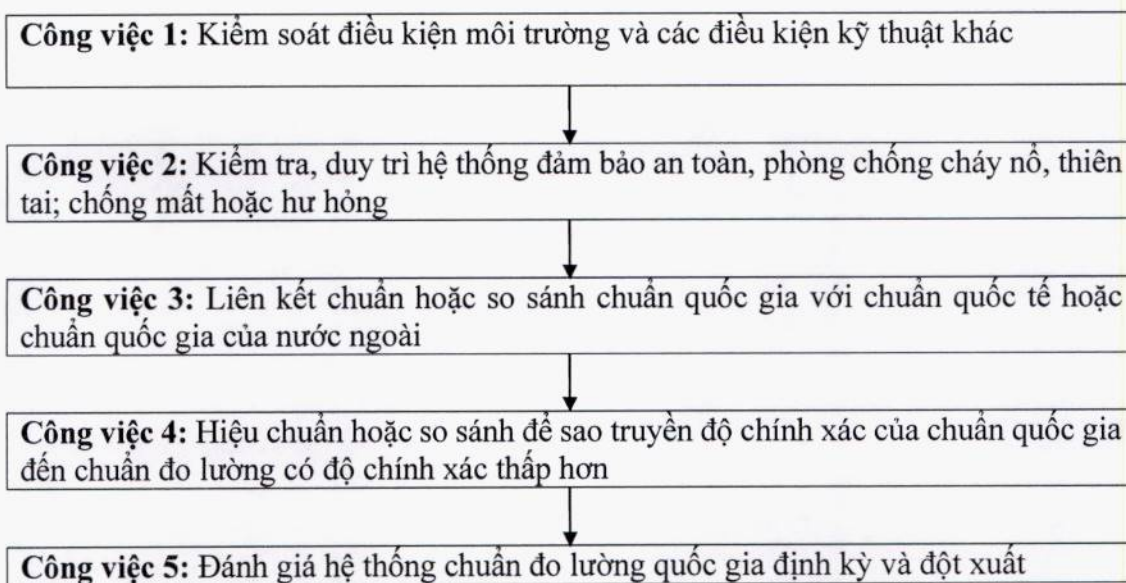 Công việc 1: Kiểm soát điều kiện môi trường và các điều kiện kỹ thuật khác
Công việc 2: Kiểm tra, duy trì hệ thống đảm bảo an toàn, phòng chống cháy nổ, thiên
tai; chống mất hoặc hư hỏng
Công việc 3: Liên kết chuẩn hoặc so sánh chuẩn quốc gia với chuẩn quốc tế hoặc
chuẩn quốc gia của nước ngoài
Công việc 4: Hiệu chuẩn hoặc so sánh để sao truyền độ chính xác của chuẩn quốc gia
đến chuẩn đo lường có độ chính xác thấp hơn
Công việc 5: Đánh giá hệ thống chuẩn đo lường quốc gia định kỳ và đột xuất